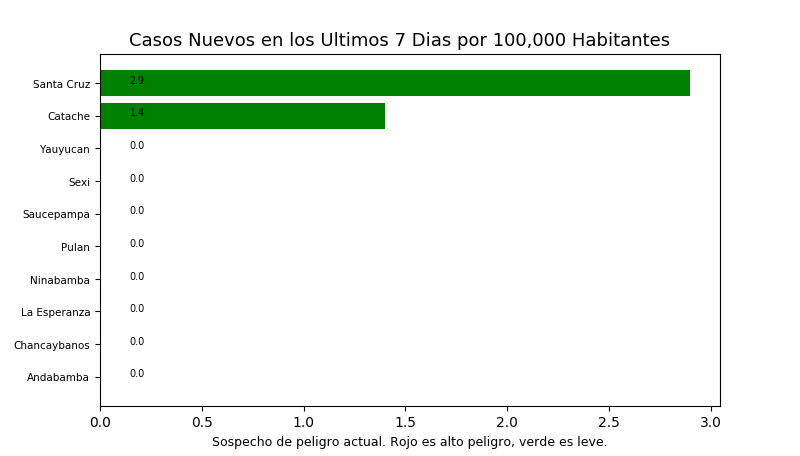 Casos Nuevos en los Ultimos 7 Dias por 100,000 Habitantes
Santa Cruz 2.9
Catache 1.4
Yauyucan 0.0
Sexi 0.0
Saucepampa 0.0
Pulan 0.0
Ninabamba 0.0
La Esperanza 0.0
Chancaybanos 0.0
Andabamba 0.0
0.0 0.5 1.0 1.5 2.0 2.5 3.0
Sospecho de peligro actual. Rojo es alto peligro, verde es leve.